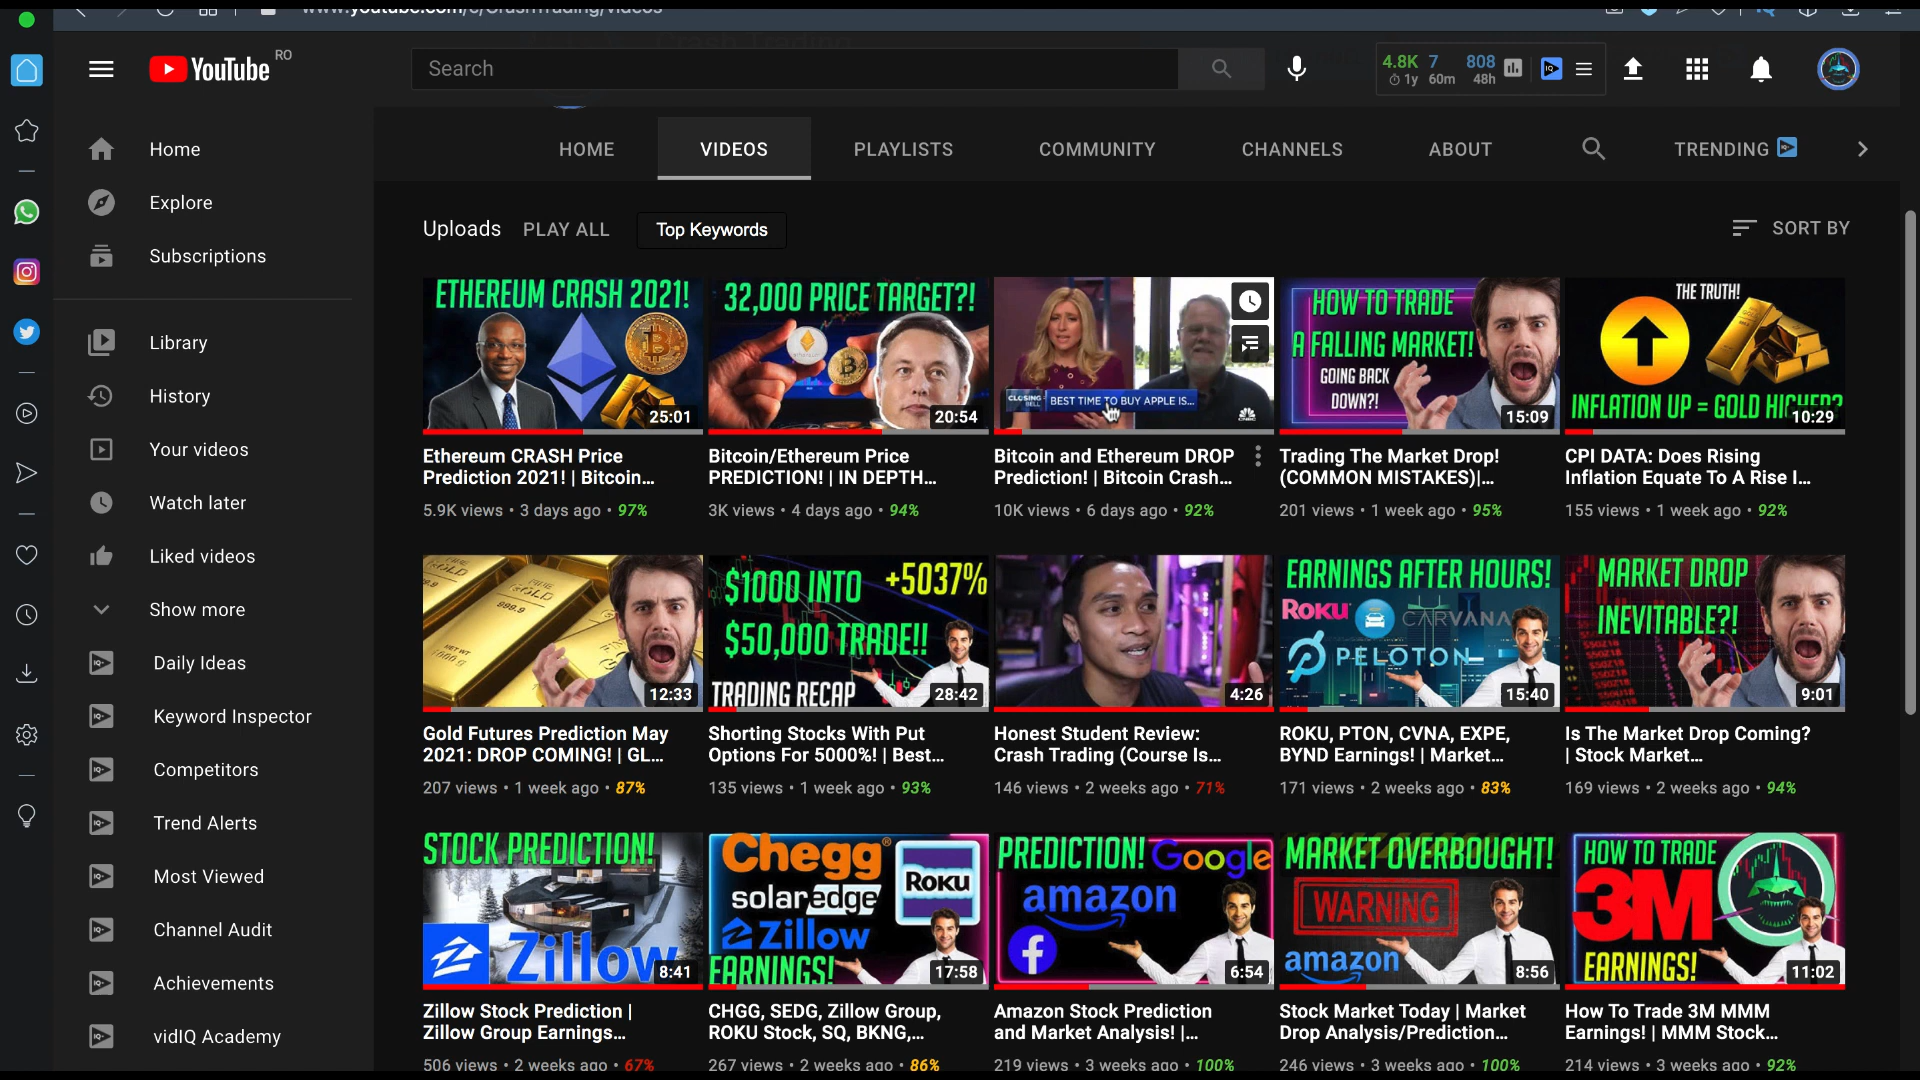 www.youtube.com/c/CrashTrading/videos
YouTube RO
Search
4.8K 7 808
1y 60m 48h
Home
Explore
Subscriptions
Library
History
Your videos
Watch later
Liked videos
Show more
Daily Ideas
Keyword Inspector
Competitors
Trend Alerts
Most Viewed
Channel Audit
Achievements
vidIQ Academy
HOME VIDEOS PLAYLISTS COMMUNITY CHANNELS ABOUT TRENDING
Uploads PLAY ALL Top Keywords SORT BY
ETHEREUM CRASH 2021!
25:01
Ethereum CRASH Price
Prediction 2021! | Bitcoin...
5.9K views • 3 days ago • 97%
32,000 PRICE TARGET?!
20:54
Bitcoin/Ethereum Price
PREDICTION! | IN DEPTH...
3K views • 4 days ago • 94%
CLOSING BELL
BEST TIME TO BUY APPLE IS...
CNBC
Bitcoin and Ethereum DROP
Prediction! | Bitcoin Crash...
10K views • 6 days ago • 92%
HOW TO TRADE
A FALLING MARKET!
GOING BACK
DOWN?!
15:09
Trading The Market Drop!
(COMMON MISTAKES)|...
201 views • 1 week ago • 95%
THE TRUTH!
INFLATION UP = GOLD HIGHER?
10:29
CPI DATA: Does Rising
Inflation Equate To A Rise I...
155 views • 1 week ago • 92%
FINE GOLD
999.9
12:33
Gold Futures Prediction May
2021: DROP COMING! | GL...
207 views • 1 week ago • 87%
$1000 INTO +5037%
$50,000 TRADE!!
TRADING RECAP
28:42
Shorting Stocks With Put
Options For 5000%! | Best...
135 views • 1 week ago • 93%
4:26
Honest Student Review:
Crash Trading (Course Is...
146 views • 2 weeks ago • 71%
EARNINGS AFTER HOURS!
ROKU CARVANA
PELOTON
15:40
ROKU, PTON, CVNA, EXPE,
BYND Earnings! | Market...
171 views • 2 weeks ago • 83%
MARKET DROP
INEVITABLE?!
9:01
Is The Market Drop Coming?
| Stock Market...
169 views • 2 weeks ago • 94%
STOCK PREDICTION!
Zillow
8:41
Zillow Stock Prediction |
Zillow Group Earnings...
506 views • 2 weeks ago • 67%
Chegg
solaredge ROKU
Zillow
EARNINGS!
17:58
CHGG, SEDG, Zillow Group,
ROKU Stock, SQ, BKNG,...
267 views • 2 weeks ago • 86%
PREDICTION! Google
amazon
6:54
Amazon Stock Prediction
and Market Analysis! |...
219 views • 3 weeks ago • 100%
MARKET OVERBOUGHT!
WARNING
amazon
8:56
Stock Market Today | Market
Drop Analysis/Prediction...
246 views • 3 weeks ago • 100%
HOW TO TRADE
3M
EARNINGS!
11:02
How To Trade 3M MMM
Earnings! | MMM Stock...
214 views • 3 weeks ago • 92%